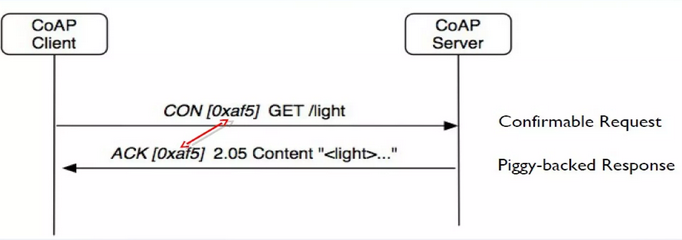 CoAP
Client
CoAP
Server
CON [0xaf5] GET /light
Confirmable Request
ACK [0xaf5] 2.05 Content "<light>..."
Piggy-backed Response